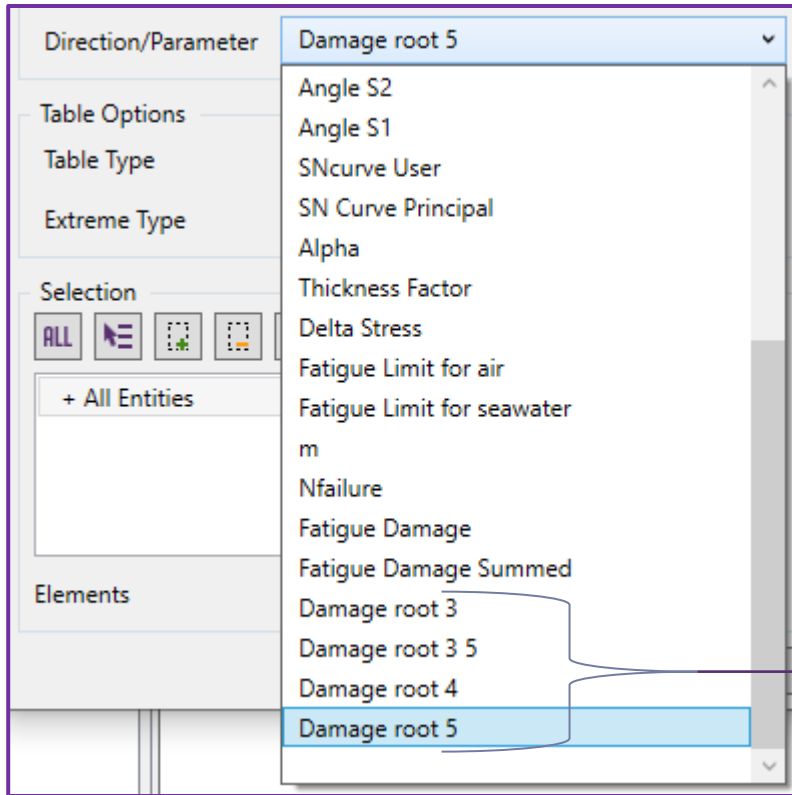 Direction/Parameter Damage root 5
Angle S2
Table Options
Angle S1
Table Type
SNcurve User
SN Curve Principal
Extreme Type
Alpha
Selection
Thickness Factor
ALL
Delta Stress
Fatigue Limit for air
+ All Entities
Fatigue Limit for seawater
m
Nfailure
Fatigue Damage
Fatigue Damage Summed
Elements
Damage root 3
Damage root 3 5
Damage root 4
Damage root 5